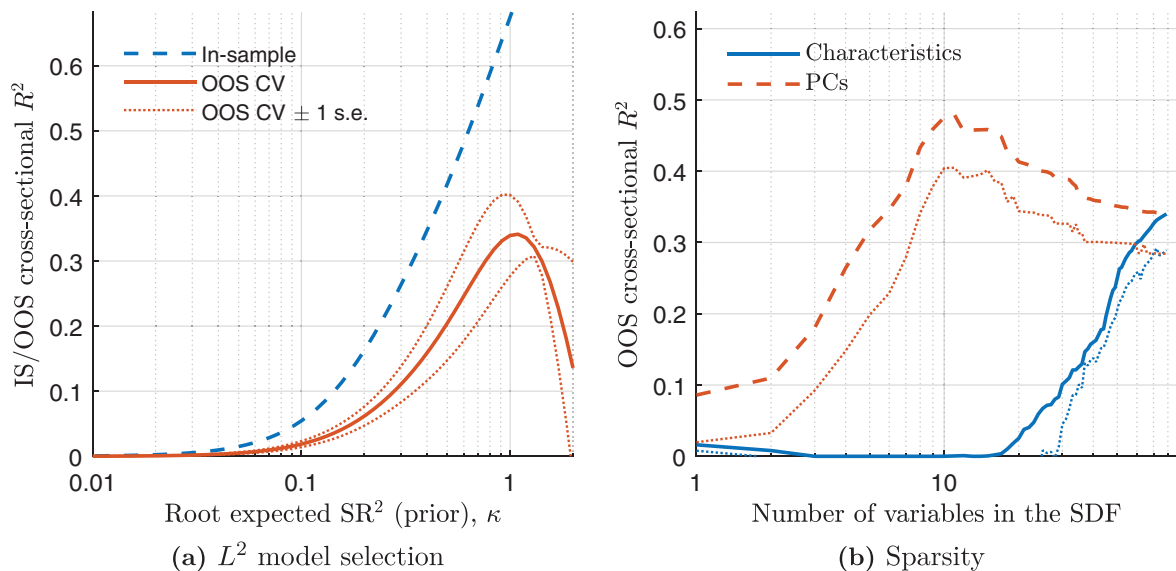 In-sample
OOS CV
OOS CV ± 1 s.e.
IS/OOS cross-sectional R²
0.6
0.5
0.4
0.3
0.2
0.1
0
0.01
0.1
1
Root expected SR² (prior), κ
(a) L² model selection
Characteristics
PCs
OOS cross-sectional R²
0.6
0.5
0.4
0.3
0.2
0.1
0
1
10
Number of variables in the SDF
(b) Sparsity